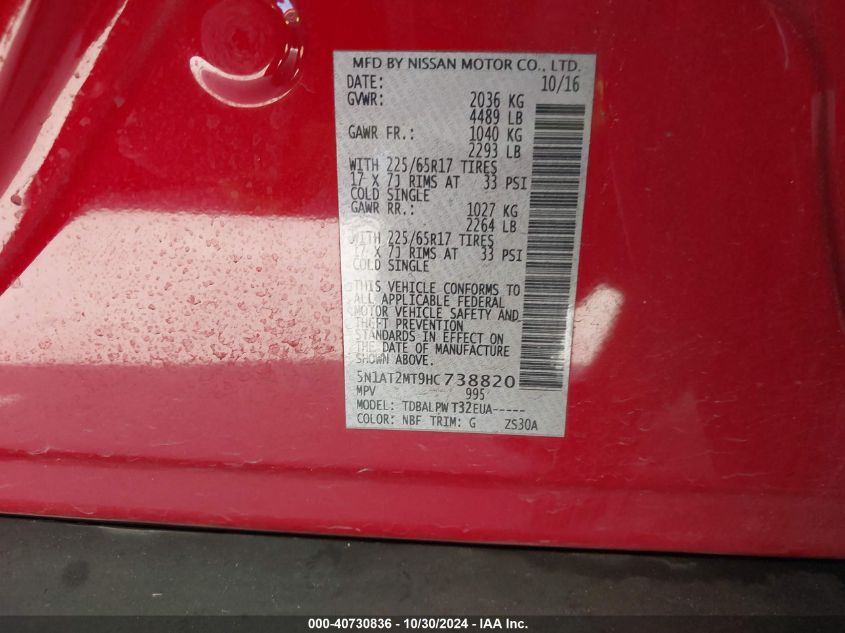 MFD BY NISSAN MOTOR CO., LTD.
DATE: 10/16
GVWR: 2036 KG
4489 LB
GAWR FR.: 1040 KG
2293 LB
WITH 225/65R17 TIRES
17 X 7J RIMS AT 33 PSI
COLD SINGLE
GAWR RR.: 1027 KG
2264 LB
WITH 225/65R17 TIRES
17 X 7J RIMS AT 33 PSI
COLD SINGLE
THIS VEHICLE CONFORMS TO
ALL APPLICABLE FEDERAL
MOTOR VEHICLE SAFETY AND
THEFT PREVENTION
STANDARDS IN EFFECT ON
THE DATE OF MANUFACTURE
SHOWN ABOVE.
5N1AT2MT9HC738820
MPV 995
MODEL: TDBALPW T32EUA-----
COLOR: NBF TRIM: G ZS30A
000-40730836 - 10/30/2024 - IAA Inc.